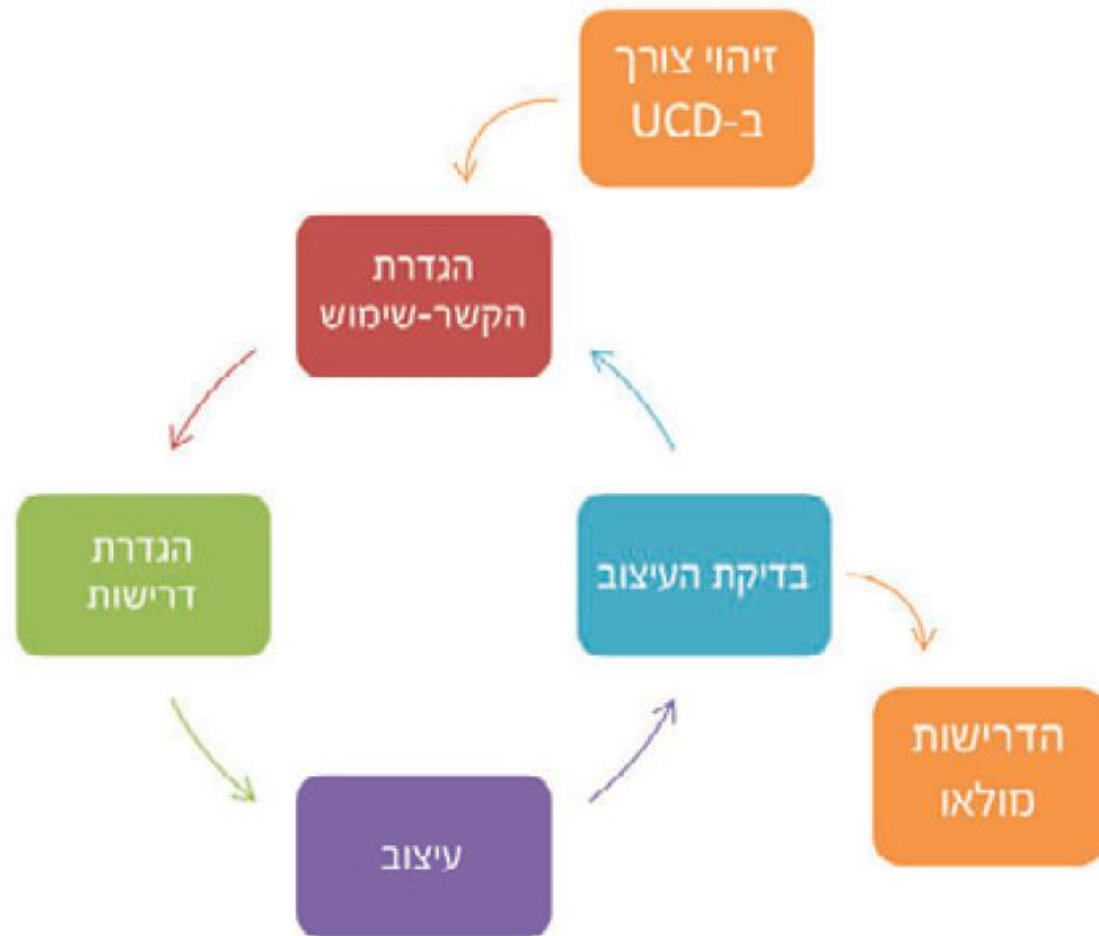 זיהוי צורך
ב-UCD
הגדרת
הקשר-שימוש
הגדרת
דרישות
עיצוב
בדיקת העיצוב
הדרישות
מולאו